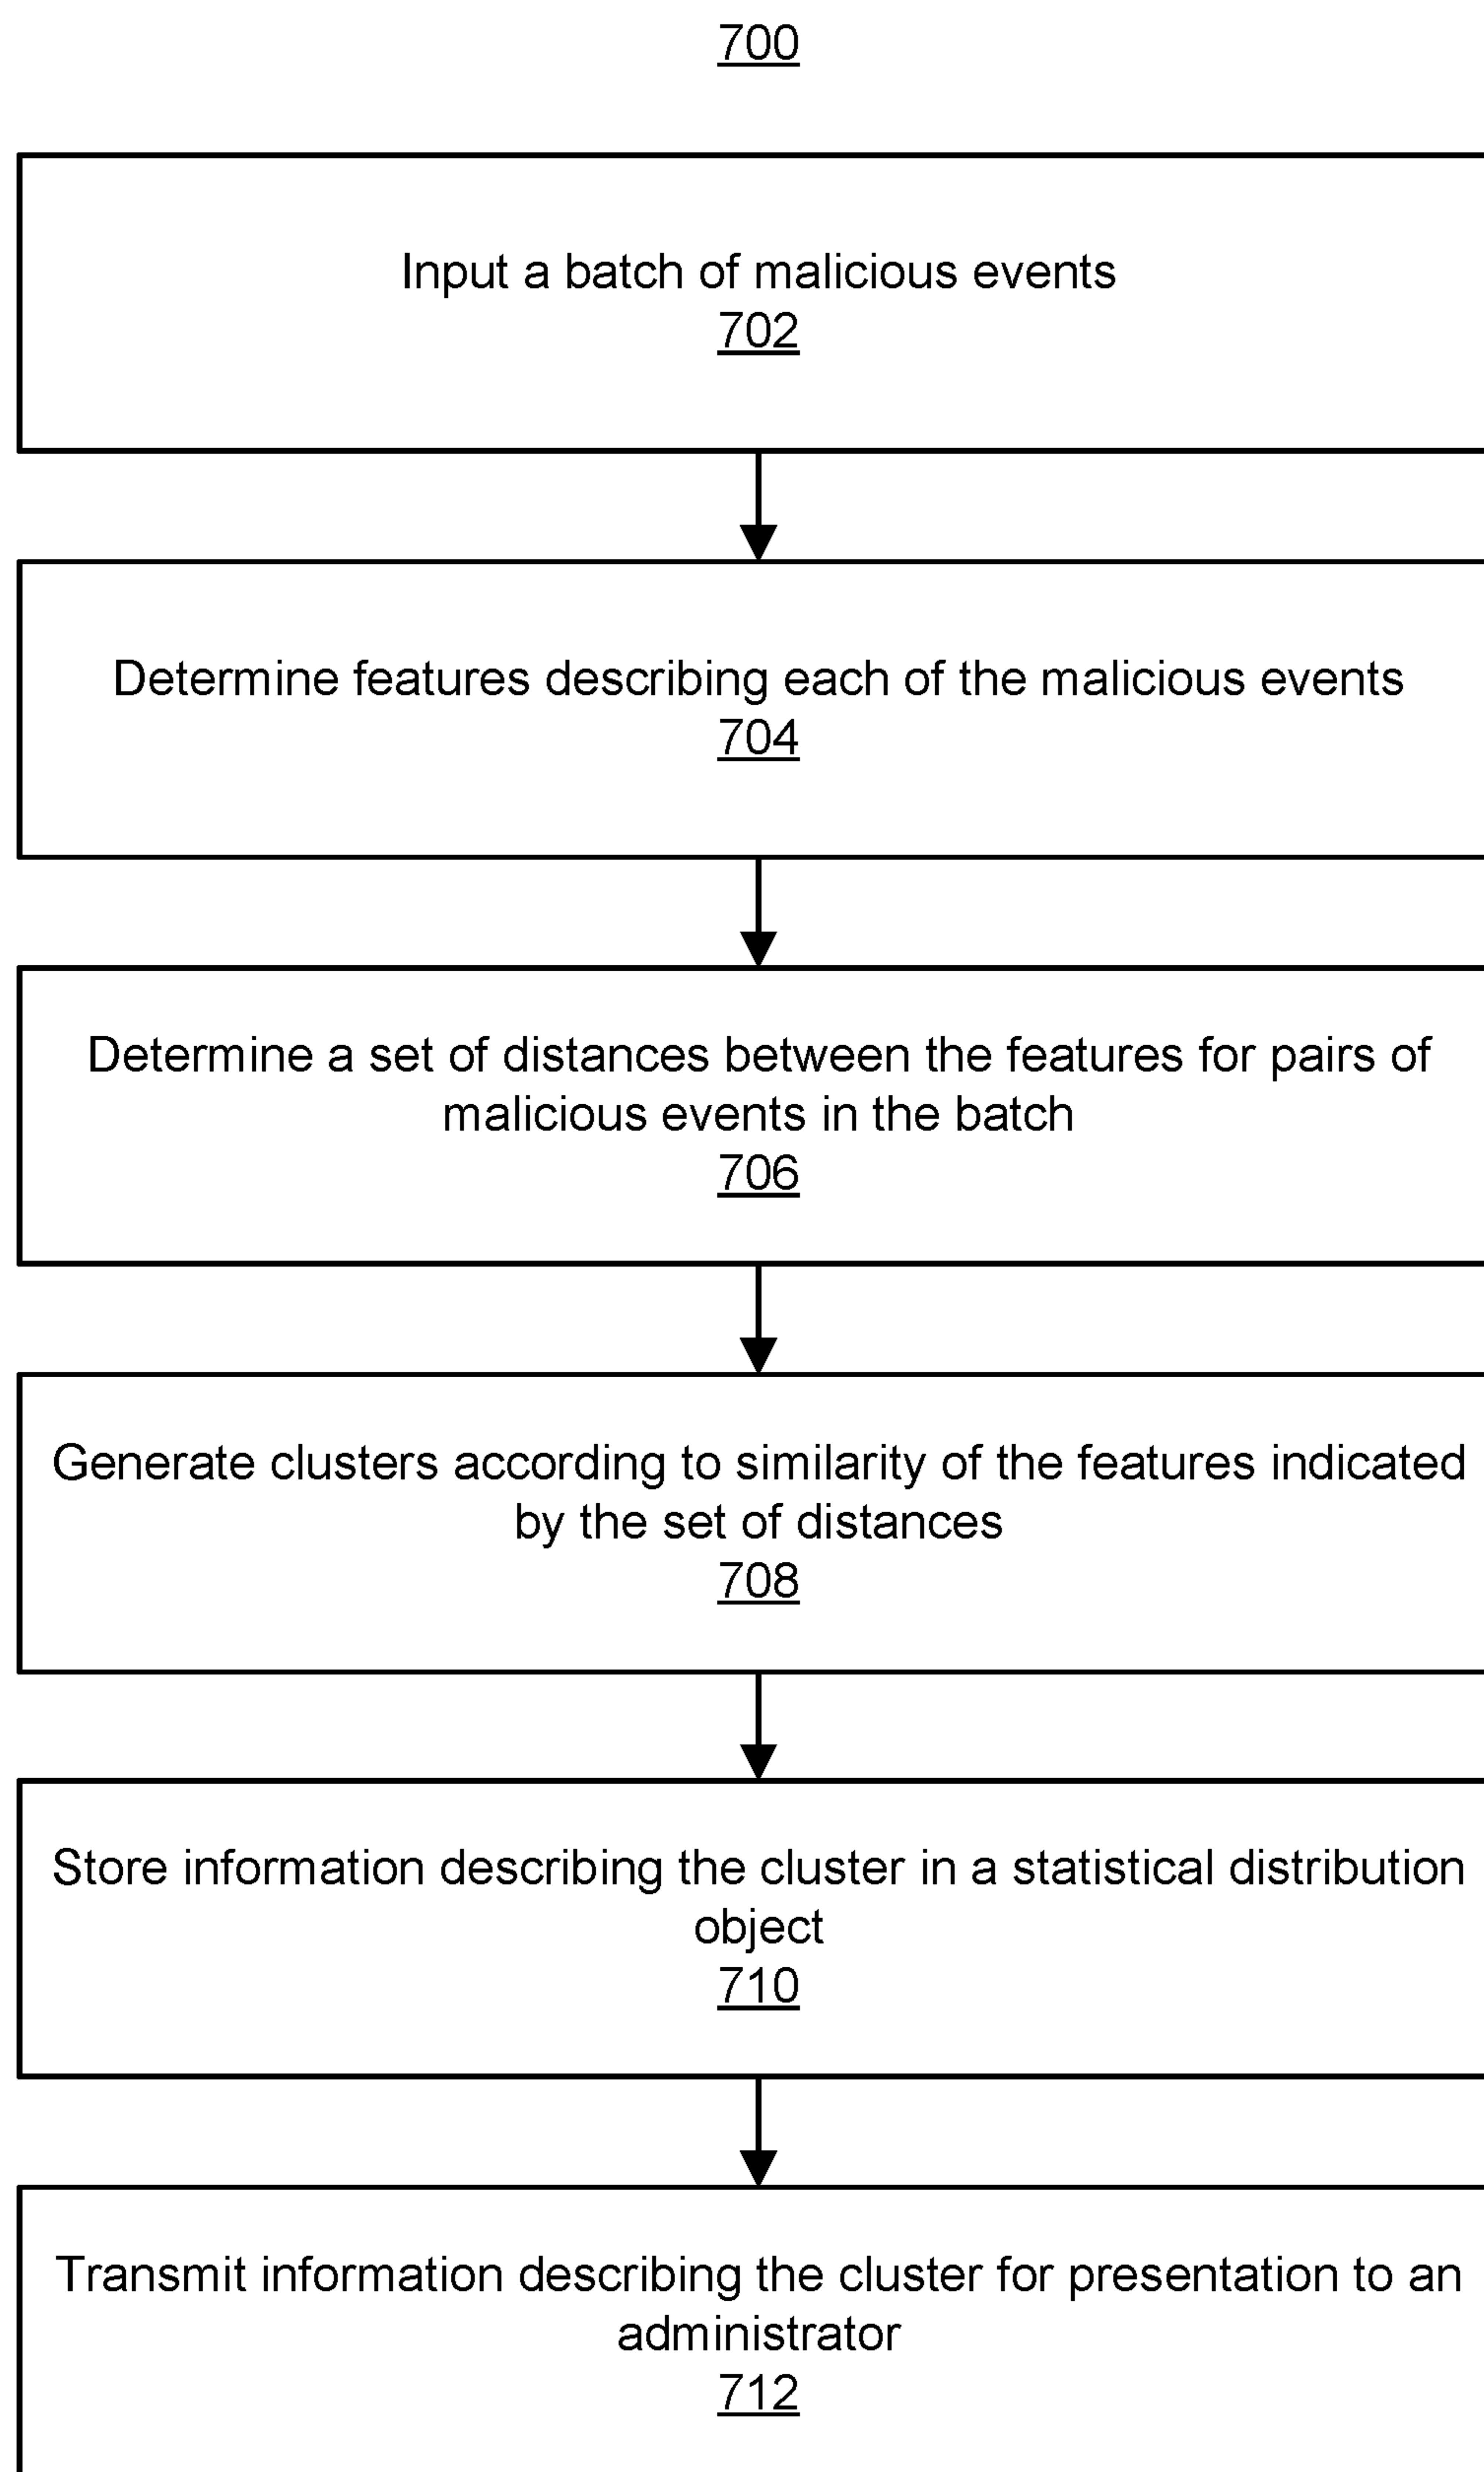 700
Input a batch of malicious events
702
Determine features describing each of the malicious events
704
Determine a set of distances between the features for pairs of
malicious events in the batch
706
Generate clusters according to similarity of the features indicated
by the set of distances
708
Store information describing the cluster in a statistical distribution
object
710
Transmit information describing the cluster for presentation to an
administrator
712